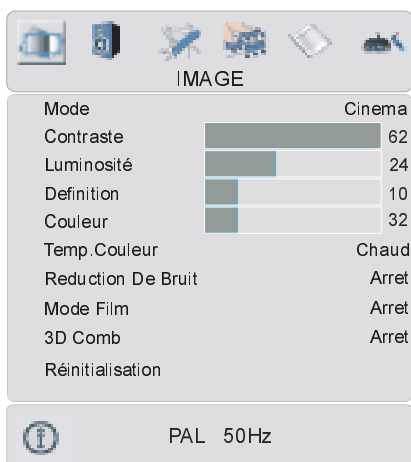 IMAGE
Mode Cinema
Contraste 62
Luminosité 24
Definition 10
Couleur 32
Temp.Couleur Chaud
Reduction De Bruit Arret
Mode Film Arret
3D Comb Arret
Réinitialisation
i PAL 50Hz